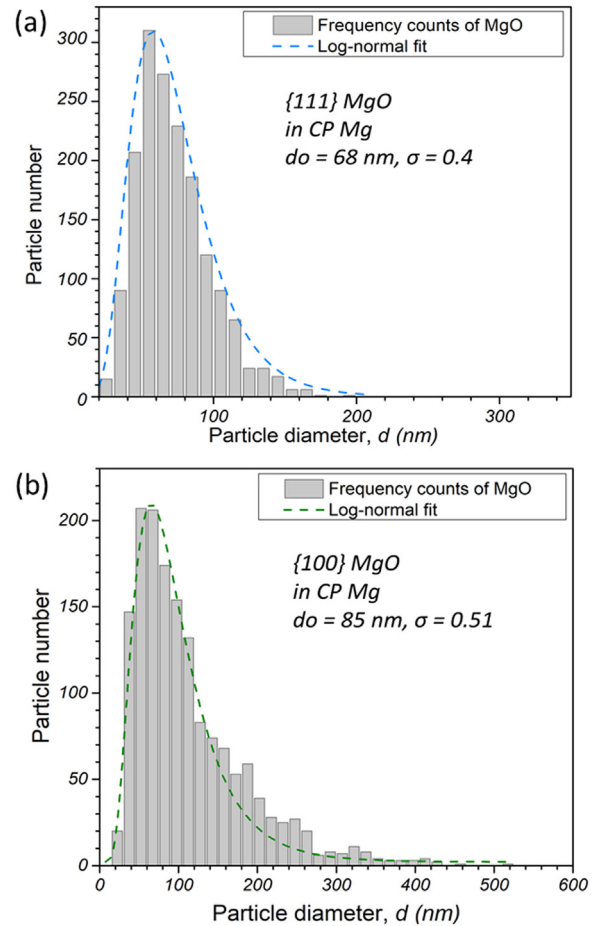 (a)
Frequency counts of MgO
Log-normal fit
{111} MgO
in CP Mg
do = 68 nm, σ = 0.4
Particle number
300
250
200
150
100
50
0
100
200
300
Particle diameter, d (nm)
(b)
Frequency counts of MgO
Log-normal fit
{100} MgO
in CP Mg
do = 85 nm, σ = 0.51
Particle number
200
150
100
50
0
0
100
200
300
400
500
600
Particle diameter, d (nm)